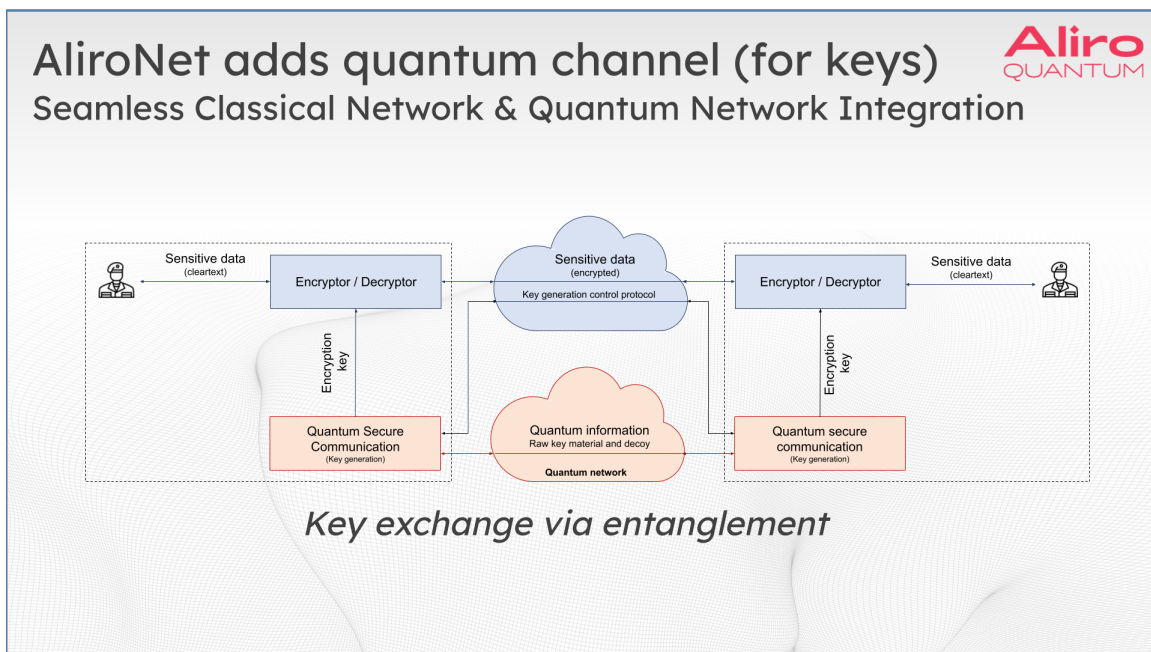 AliroNet adds quantum channel (for keys)
Seamless Classical Network & Quantum Network Integration
Aliro
QUANTUM
Sensitive data
(cleartext)
Encryptor / Decryptor
Sensitive data
(encrypted)
Key generation control protocol
Encryptor / Decryptor
Sensitive data
(cleartext)
Encryption
key
Encryption
key
Quantum Secure
Communication
(Key generation)
Quantum information
Raw key material and decoy
Quantum network
Quantum secure
communication
(Key generation)
Key exchange via entanglement